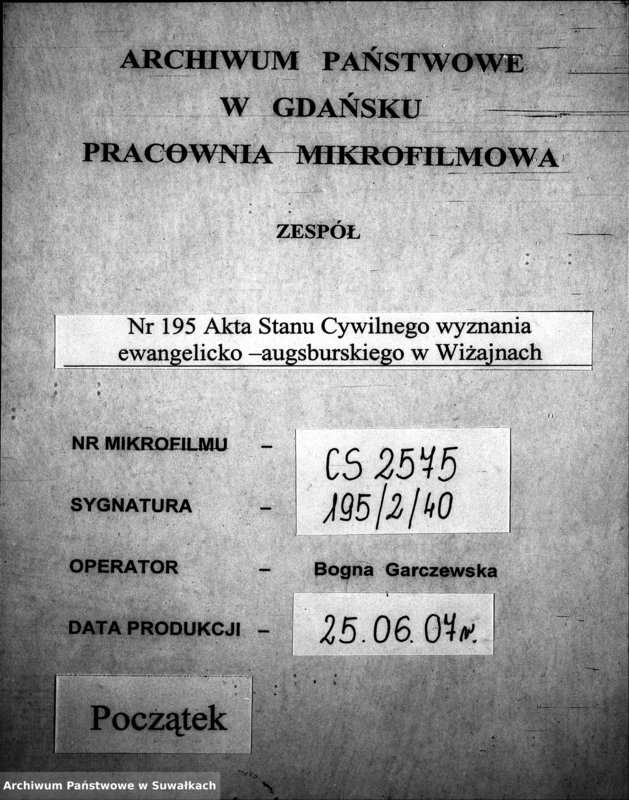 ARCHIWUM PAŃSTWOWE
W GDAŃSKU
PRACOWNIA MIKROFILMOWA
ZESPÓŁ
Nr 195 Akta Stanu Cywilnego wyznania
ewangelicko –augsburskiego w Wiżajnach
NR MIKROFILMU – CS 2575
SYGNATURA – 195/2/40
OPERATOR – Bogna Garczewska
DATA PRODUKCJI – 25.06.07r.
Początek
Archiwum Państwowe w Suwałkach